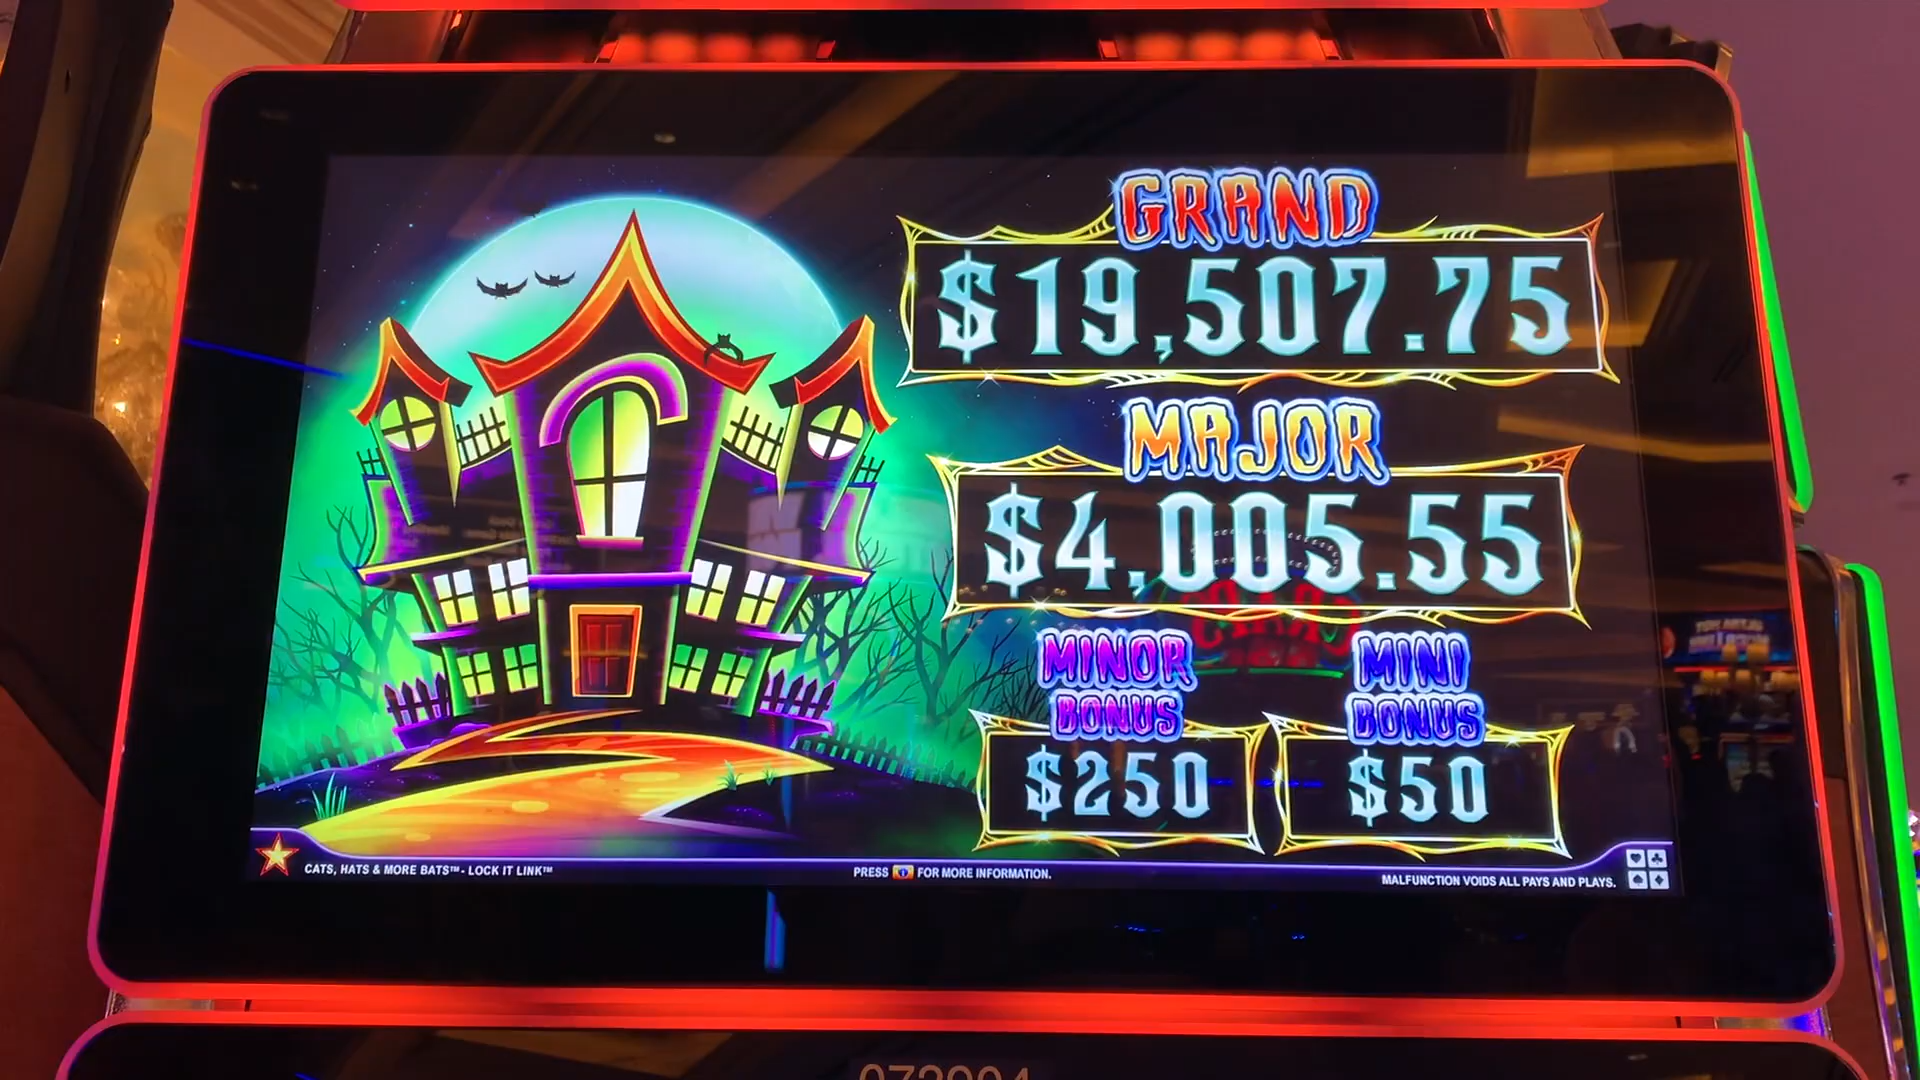 GRAND
$19,507.75
MAJOR
$4,005.55
MINOR
BONUS
$250
MINI
BONUS
$50
CATS, HATS & MORE BATS™ - LOCK IT LINK™
PRESS FOR MORE INFORMATION.
MALFUNCTION VOIDS ALL PAYS AND PLAYS.